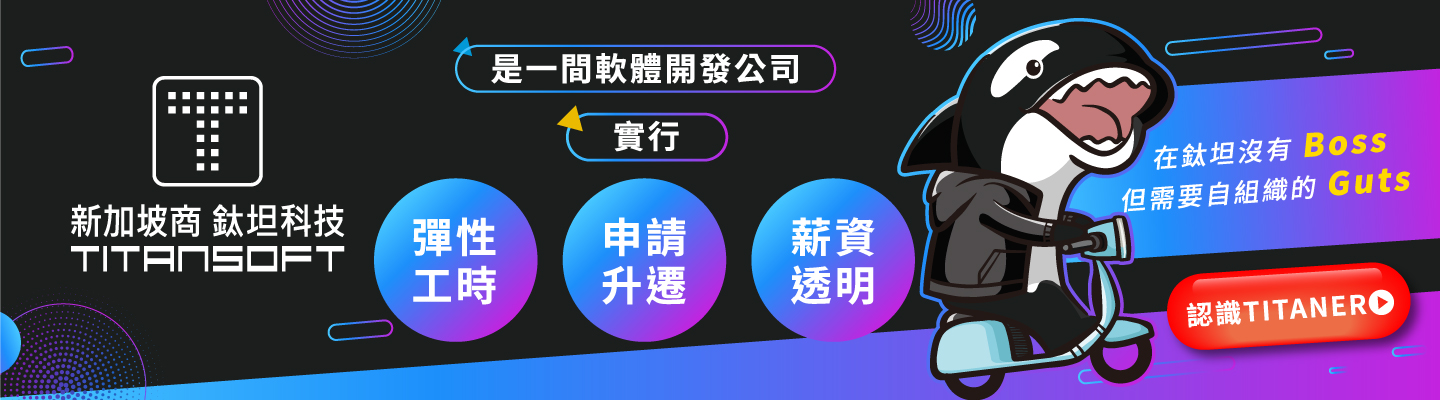 T
新加坡商 鈦坦科技
TITANSOFT
是一間軟體開發公司
實行
彈性
工時
申請
升遷
薪資
透明
在鈦坦沒有 Boss
但需要自組織的 Guts
認識TITANER